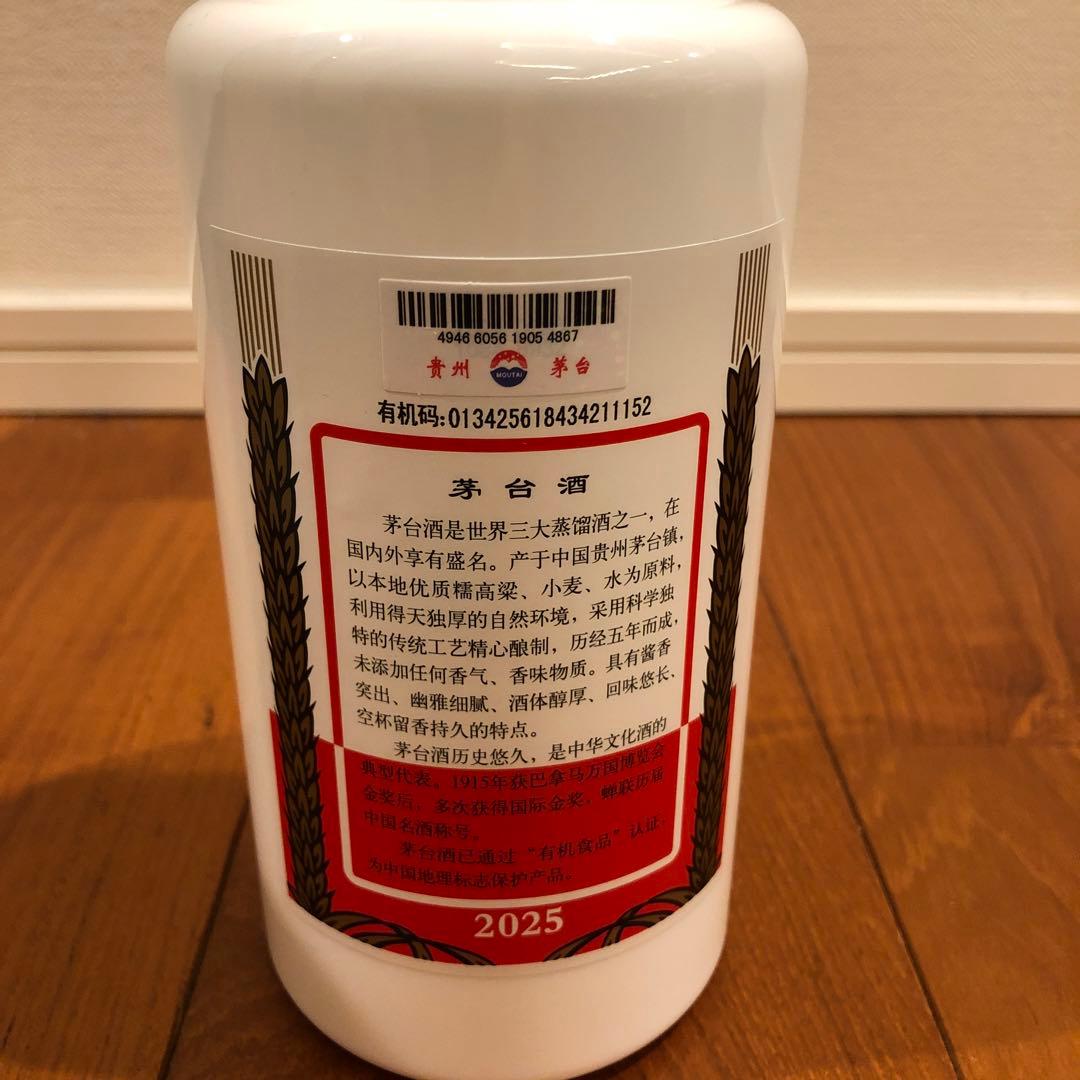 4946 6056 1905 4867
贵州 MOUTAI 茅台
有机码:013425618434211152
茅台酒
茅台酒是世界三大蒸馏酒之一，在
国内外享有盛名。产于中国贵州茅台镇，
以本地优质糯高粱、小麦、水为原料，
利用得天独厚的自然环境，采用科学独
特的传统工艺精心酿制，历经五年而成，
未添加任何香气、香味物质。具有酱香
突出、幽雅细腻、酒体醇厚、回味悠长、
空杯留香持久的特点。
茅台酒历史悠久，是中华文化酒的
典型代表。1915年获巴拿马万国博览会
金奖后，多次获得国际金奖，蝉联历届
中国名酒称号。
茅台酒已通过“有机食品”认证，
为中国地理标志保护产品。
2025